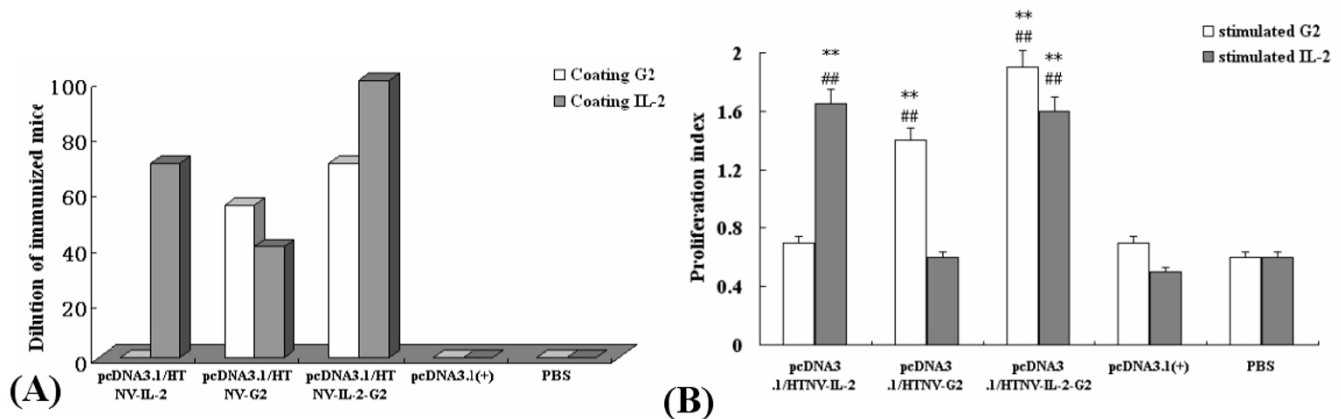 Coating G2
Coating IL-2
Dilution of immunized mice
100
80
60
40
20
0
pcDNA3.1/HT
NV-IL-2
pcDNA3.1/HT
NV-G2
pcDNA3.1/HT
NV-IL-2-G2
pcDNA3.1(+)
PBS
(A)
stimulated G2
stimulated IL-2
Proliferation index
2
1.6
1.2
0.8
0.4
0
**
##
**
##
**
##
**
##
pcDNA3
.1/HTNV-IL-2
pcDNA3
.1/HTNV-G2
pcDNA3
.1/HTNV-IL-2-G2
pcDNA3.1(+)
PBS
(B)